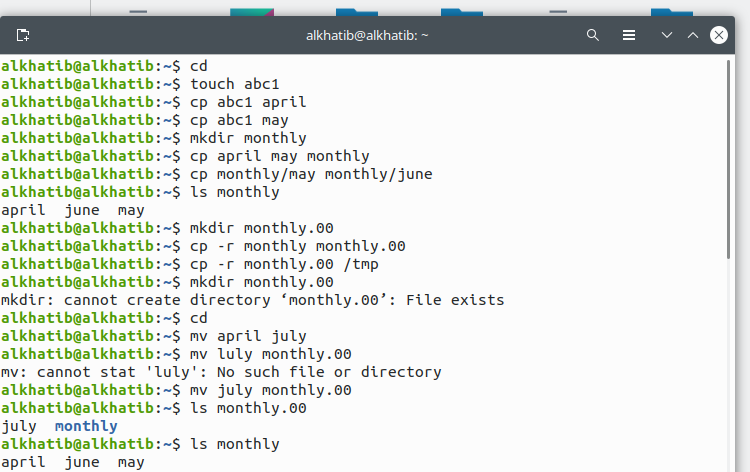 alkhatib@alkhatib: ~
alkhatib@alkhatib:~$ cd
alkhatib@alkhatib:~$ touch abc1
alkhatib@alkhatib:~$ cp abc1 april
alkhatib@alkhatib:~$ cp abc1 may
alkhatib@alkhatib:~$ mkdir monthly
alkhatib@alkhatib:~$ cp april may monthly
alkhatib@alkhatib:~$ cp monthly/may monthly/june
alkhatib@alkhatib:~$ ls monthly
april  june  may
alkhatib@alkhatib:~$ mkdir monthly.00
alkhatib@alkhatib:~$ cp -r monthly monthly.00
alkhatib@alkhatib:~$ cp -r monthly.00 /tmp
alkhatib@alkhatib:~$ mkdir monthly.00
mkdir: cannot create directory ‘monthly.00’: File exists
alkhatib@alkhatib:~$ cd
alkhatib@alkhatib:~$ mv april july
alkhatib@alkhatib:~$ mv luly monthly.00
mv: cannot stat 'luly': No such file or directory
alkhatib@alkhatib:~$ mv july monthly.00
alkhatib@alkhatib:~$ ls monthly.00
july  monthly
alkhatib@alkhatib:~$ ls monthly
april  june  may